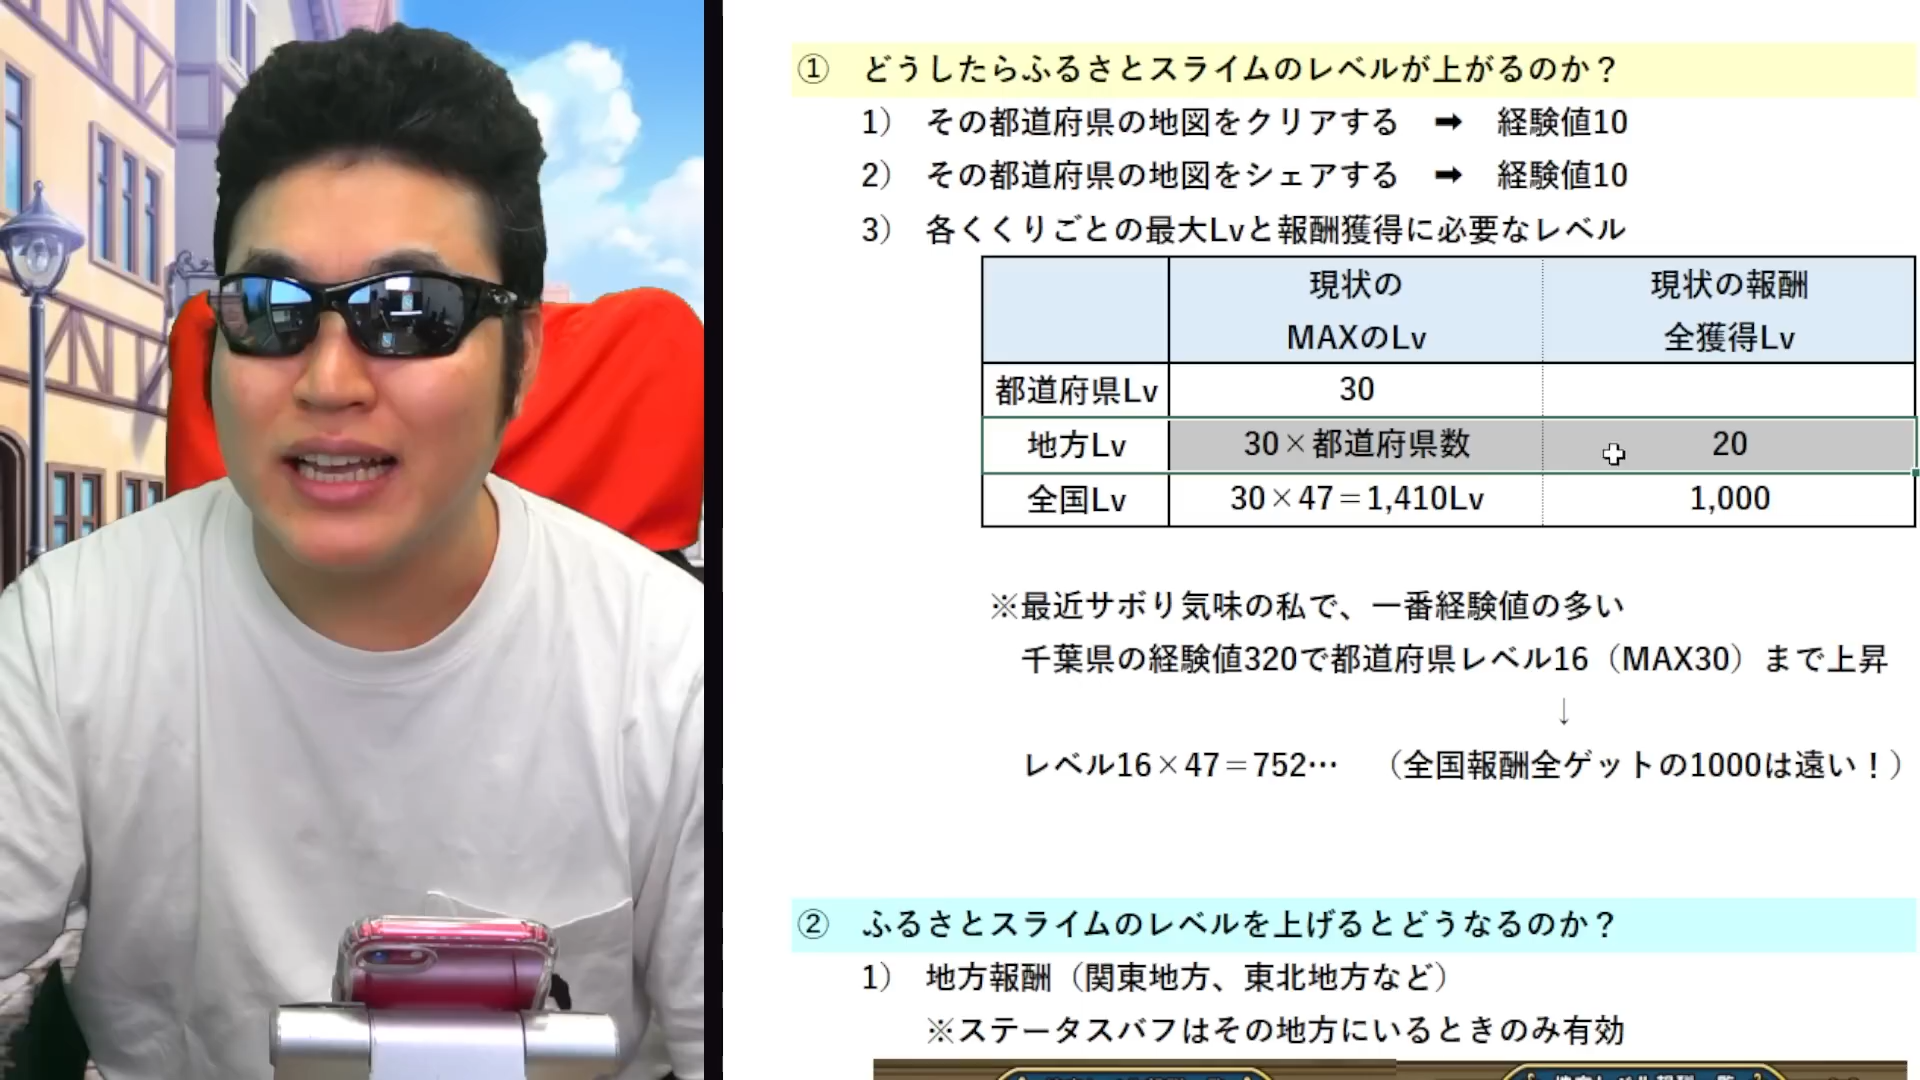 ① どうしたらふるさとスライムのレベルが上がるのか？
1） その都道府県の地図をクリアする ➡ 経験値10
2） その都道府県の地図をシェアする ➡ 経験値10
3） 各くくりごとの最大Lvと報酬獲得に必要なレベル
現状の 現状の報酬
MAXのLv 全獲得Lv
都道府県Lv 30
地方Lv 30×都道府県数 20
全国Lv 30×47＝1,410Lv 1,000
※最近サボり気味の私で、一番経験値の多い
千葉県の経験値320で都道府県レベル16（MAX30）まで上昇
↓
レベル16×47＝752… （全国報酬全ゲットの1000は遠い！）
② ふるさとスライムのレベルを上げるとどうなるのか？
1） 地方報酬（関東地方、東北地方など）
※ステータスバフはその地方にいるときのみ有効